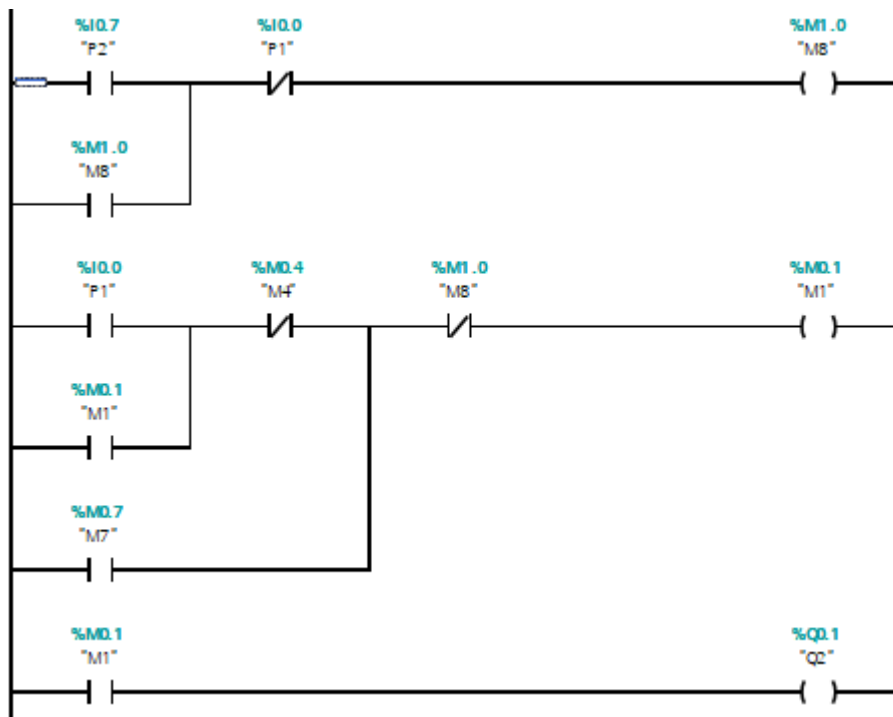 %I0.7 %I0.0 %M1.0
"P2" "P1" "M8"
%M1.0
"M8"
%I0.0 %M0.4 %M1.0 %M0.1
"P1" "M4" "M8" "M1"
%M0.1
"M1"
%M0.7
"M7"
%M0.1 %Q0.1
"M1" "Q2"